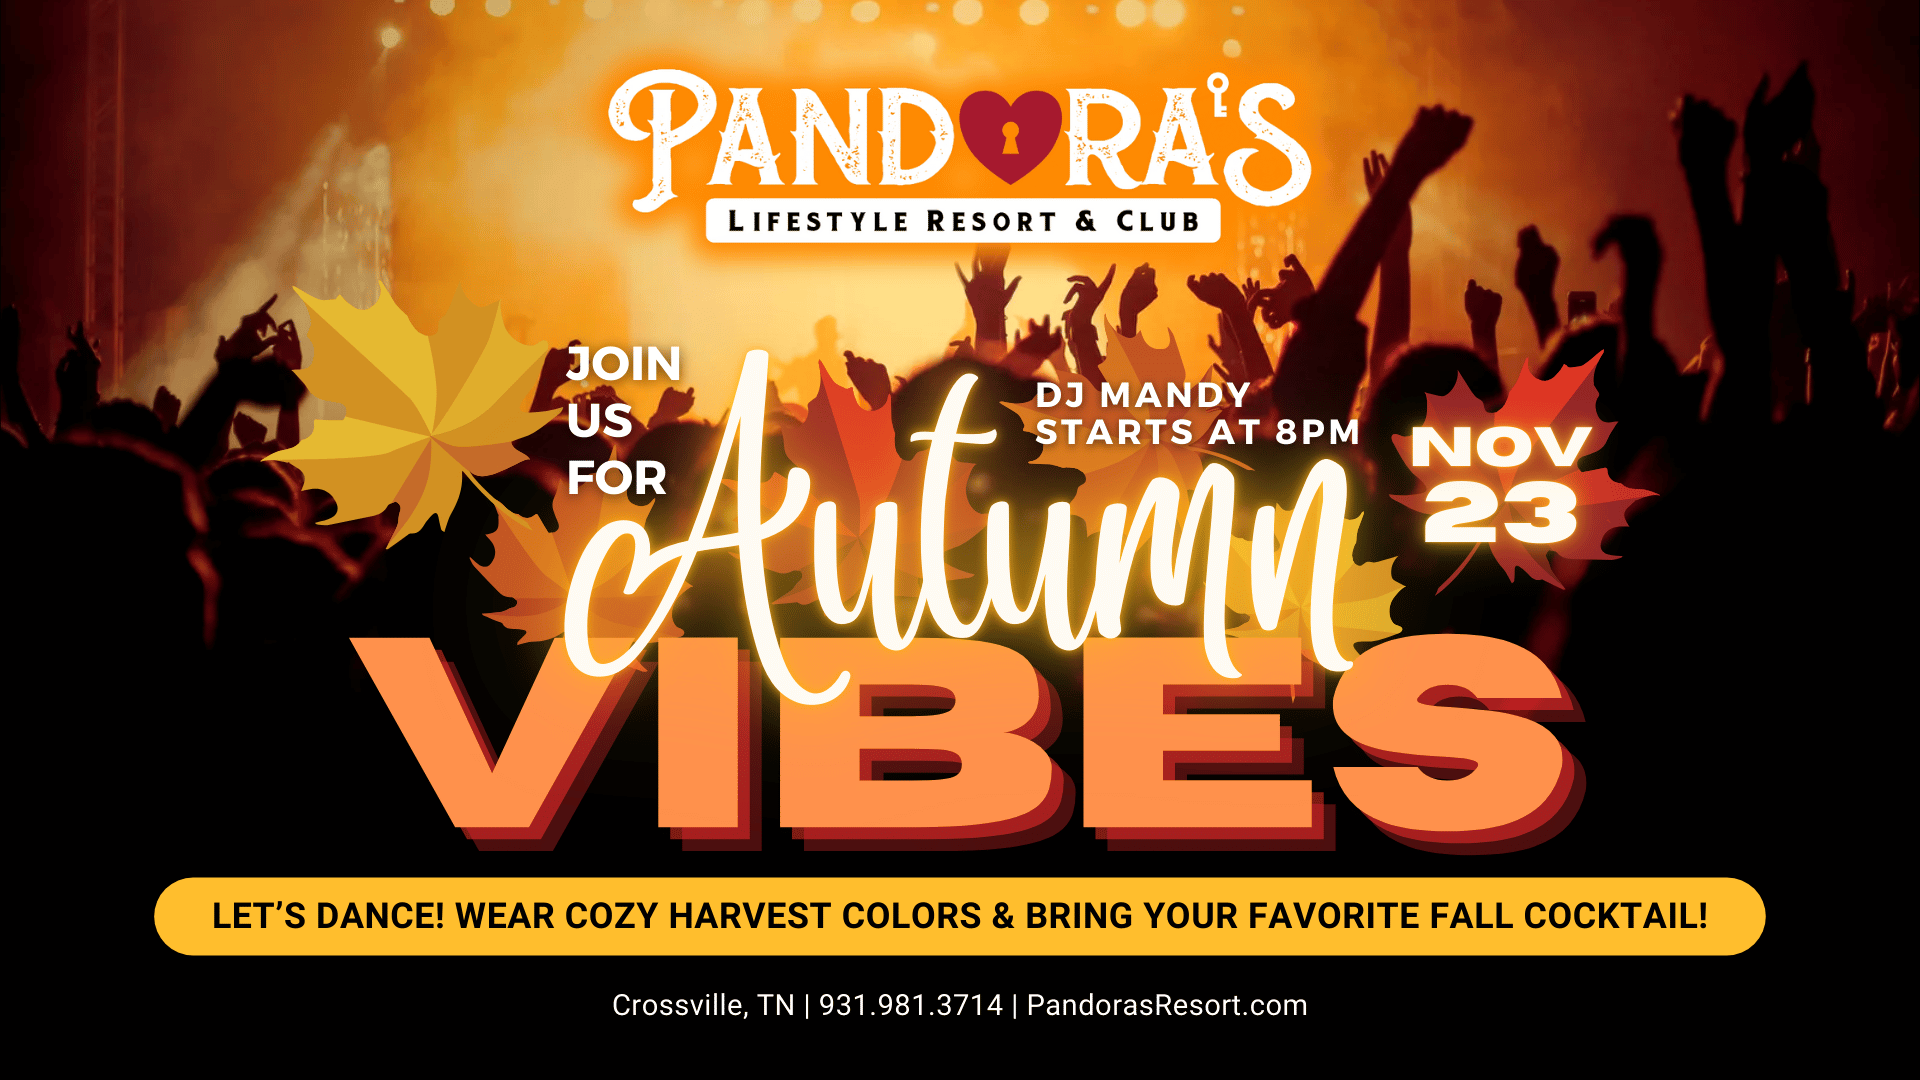 PANDORA'S
LIFESTYLE RESORT & CLUB
JOIN
US
FOR
Autumn
DJ MANDY
STARTS AT 8PM
NOV
23
VIBES
LET’S DANCE! WEAR COZY HARVEST COLORS & BRING YOUR FAVORITE FALL COCKTAIL!
Crossville, TN | 931.981.3714 | PandorasResort.com